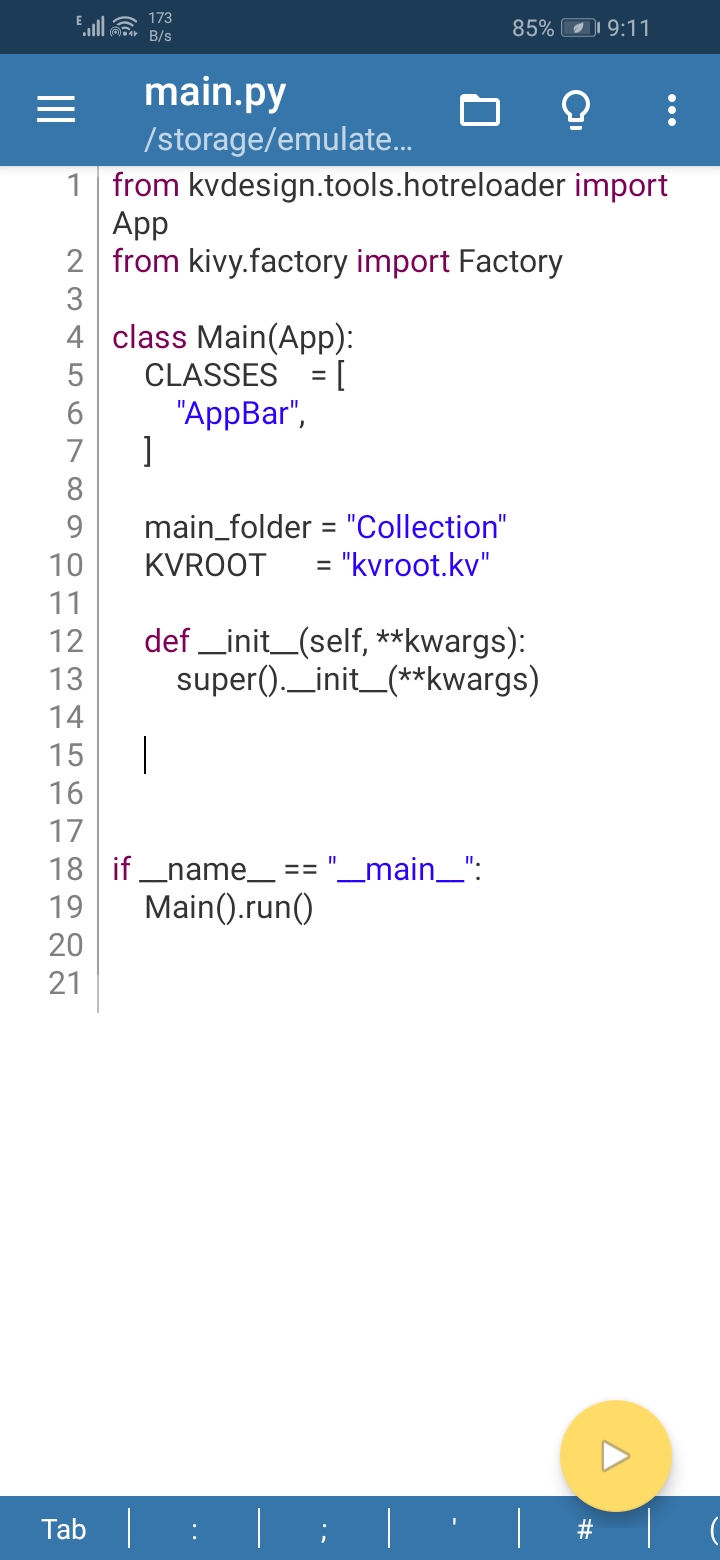 E 173 B/s 85% 9:11
main.py
/storage/emulate...
1 from kvdesign.tools.hotreloader import
App
2 from kivy.factory import Factory
3
4 class Main(App):
5     CLASSES    = [
6         "AppBar",
7     ]
8
9     main_folder = "Collection"
10     KVROOT      = "kvroot.kv"
11
12     def __init__(self, **kwargs):
13         super().__init__(**kwargs)
14
15
16
17
18 if __name__ == "__main__":
19     Main().run()
20
21
Tab | : | ; | ' | # | (